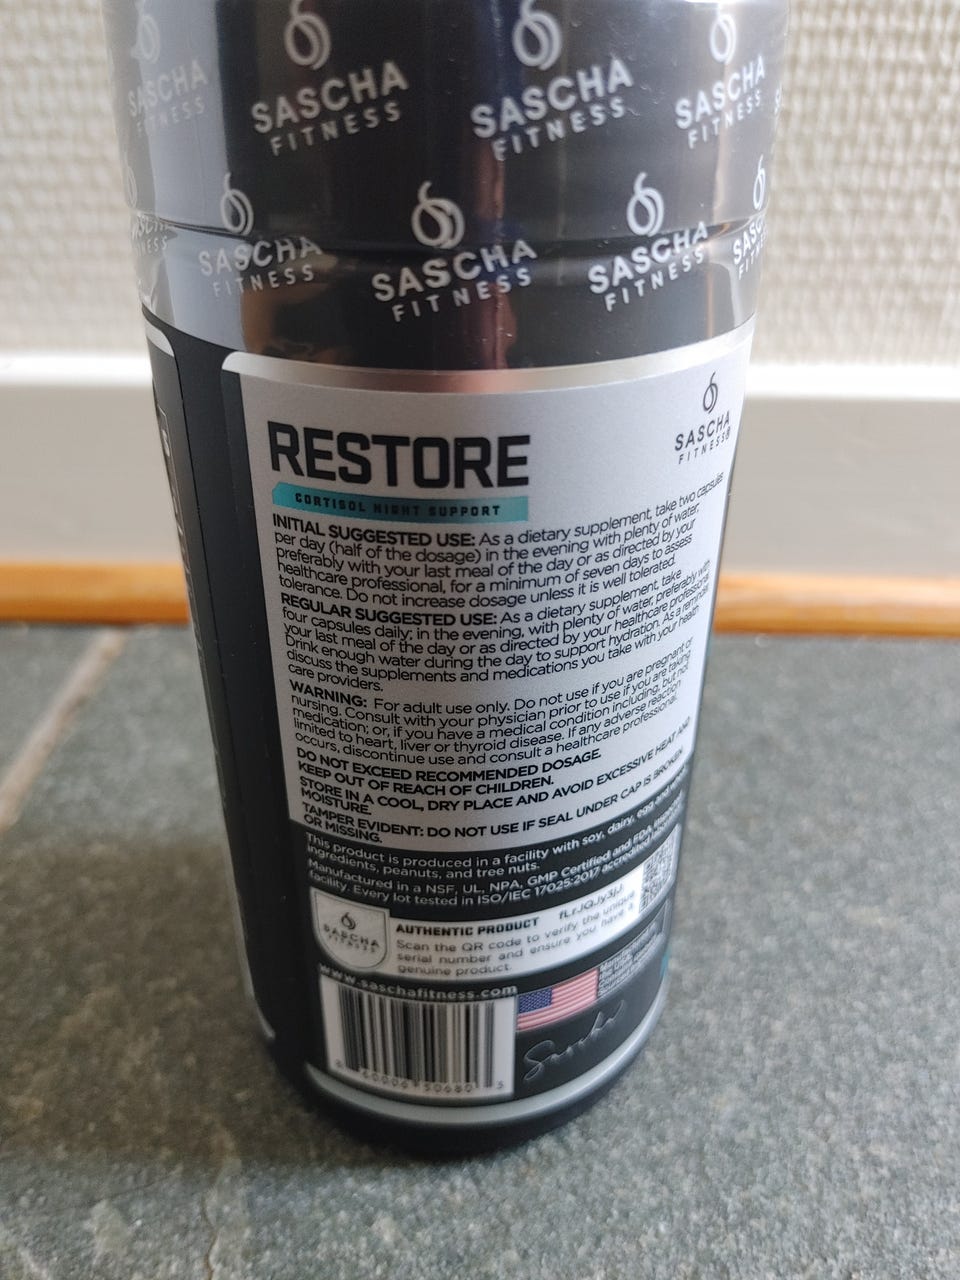 SASCHA
FITNESS
SASCHA
FITNESS
SASCHA
FITNESS
SASCHA
FITNESS
SASCHA
FITNESS
SASCHA
FITNESS
SASCHA
FITNESS
SASCHA
FITNESS®
RESTORE
CORTISOL NIGHT SUPPORT
INITIAL SUGGESTED USE: As a dietary supplement, take two capsules
per day (half of the dosage) in the evening with plenty of water,
preferably with your last meal of the day or as directed by your
healthcare professional, for a minimum of seven days to assess
tolerance. Do not increase dosage unless it is well tolerated.
REGULAR SUGGESTED USE: As a dietary supplement, take
four capsules daily; in the evening, with plenty of water, preferably with
your last meal of the day or as directed by your healthcare professional.
Drink enough water during the day to support hydration. As a reminder,
discuss the supplements and medications you take with your health
care providers.
WARNING: For adult use only. Do not use if you are pregnant or
nursing. Consult with your physician prior to use if you are taking
medication; or, if you have a medical condition including, but not
limited to heart, liver or thyroid disease. If any adverse reaction
occurs, discontinue use and consult a healthcare professional.
DO NOT EXCEED RECOMMENDED DOSAGE.
KEEP OUT OF REACH OF CHILDREN.
STORE IN A COOL, DRY PLACE AND AVOID EXCESSIVE HEAT AND
MOISTURE.
TAMPER EVIDENT: DO NOT USE IF SEAL UNDER CAP IS BROKEN
OR MISSING.
This product is produced in a facility with soy, dairy, egg and
ingredients, peanuts, and tree nuts.
Manufactured in a NSF, UL, NPA, GMP Certified and FDA
facility. Every lot tested in ISO/IEC 17025:2017 accredited
SASCHA
FITNESS
AUTHENTIC PRODUCT
Scan the QR code to verify the unique
serial number and ensure you have a
genuine product.
www.saschafitness.com
Sascha